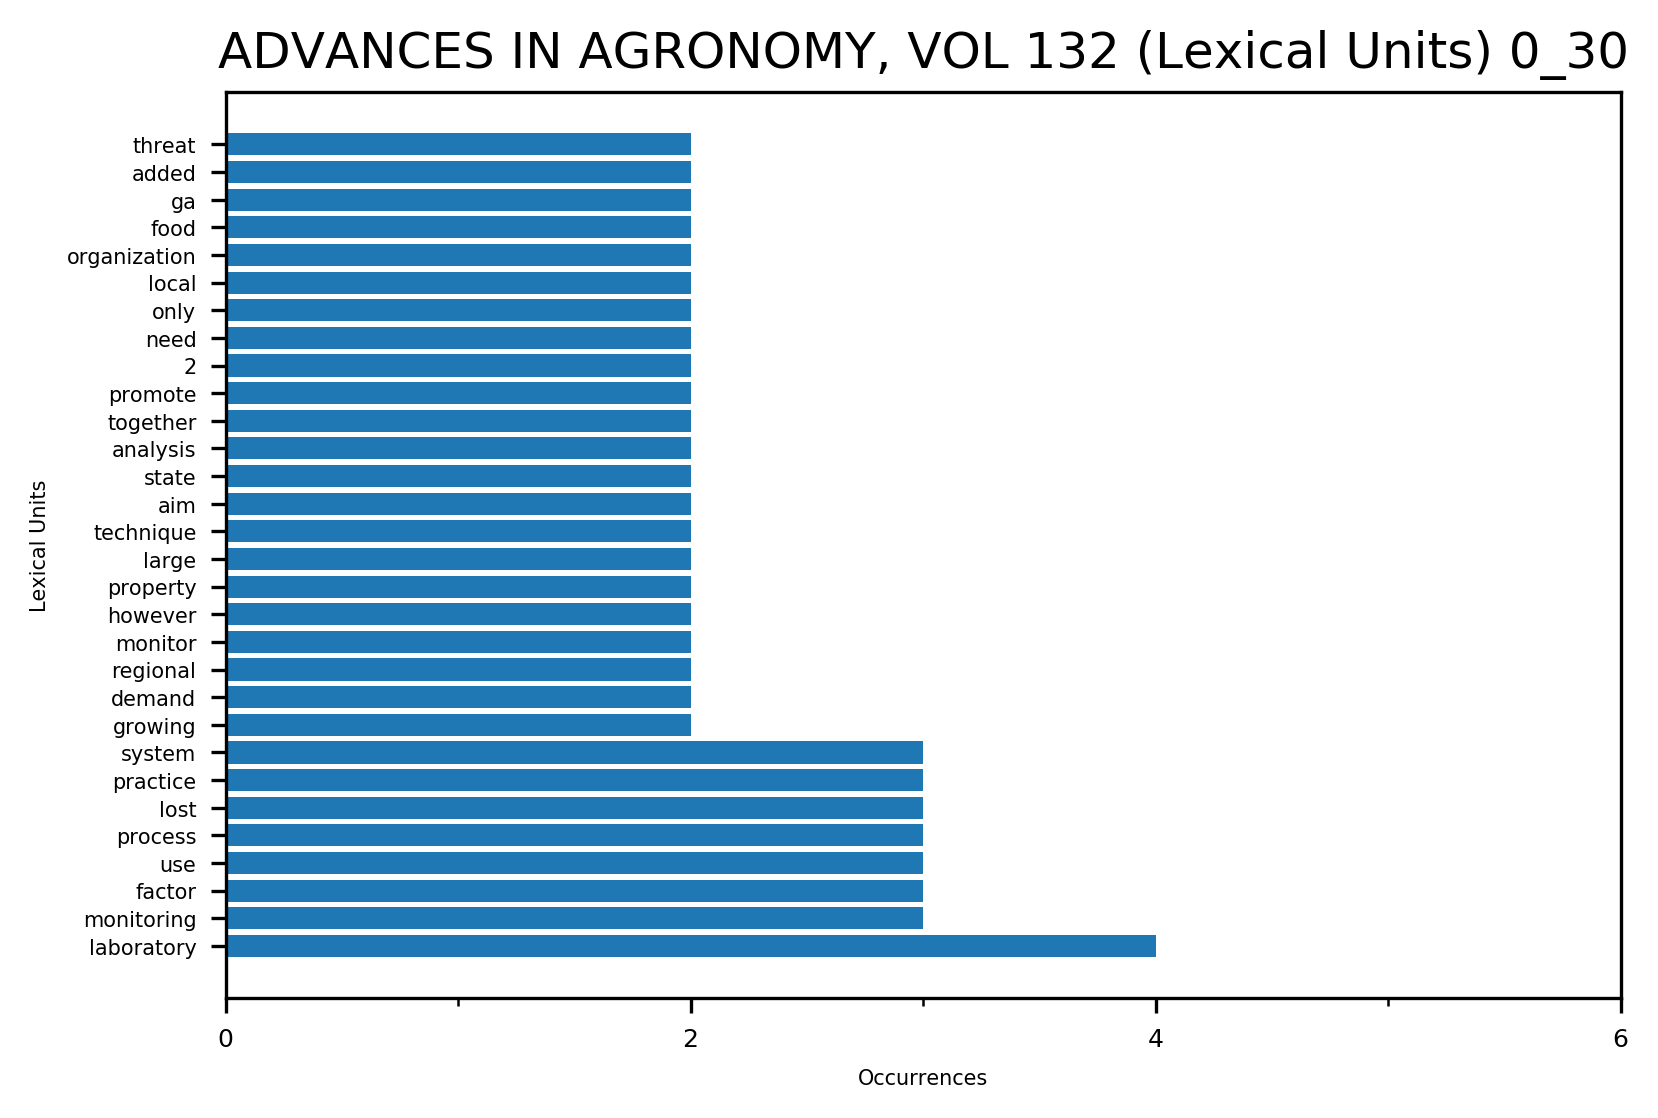 ADVANCES IN AGRONOMY, VOL 132 (Lexical Units) 0_30
threat
added
ga
food
organization
local
only
need
2
promote
together
analysis
state
aim
technique
large
property
however
monitor
regional
demand
growing
system
practice
lost
process
use
factor
monitoring
laboratory
Lexical Units
0 2 4 6
Occurrences